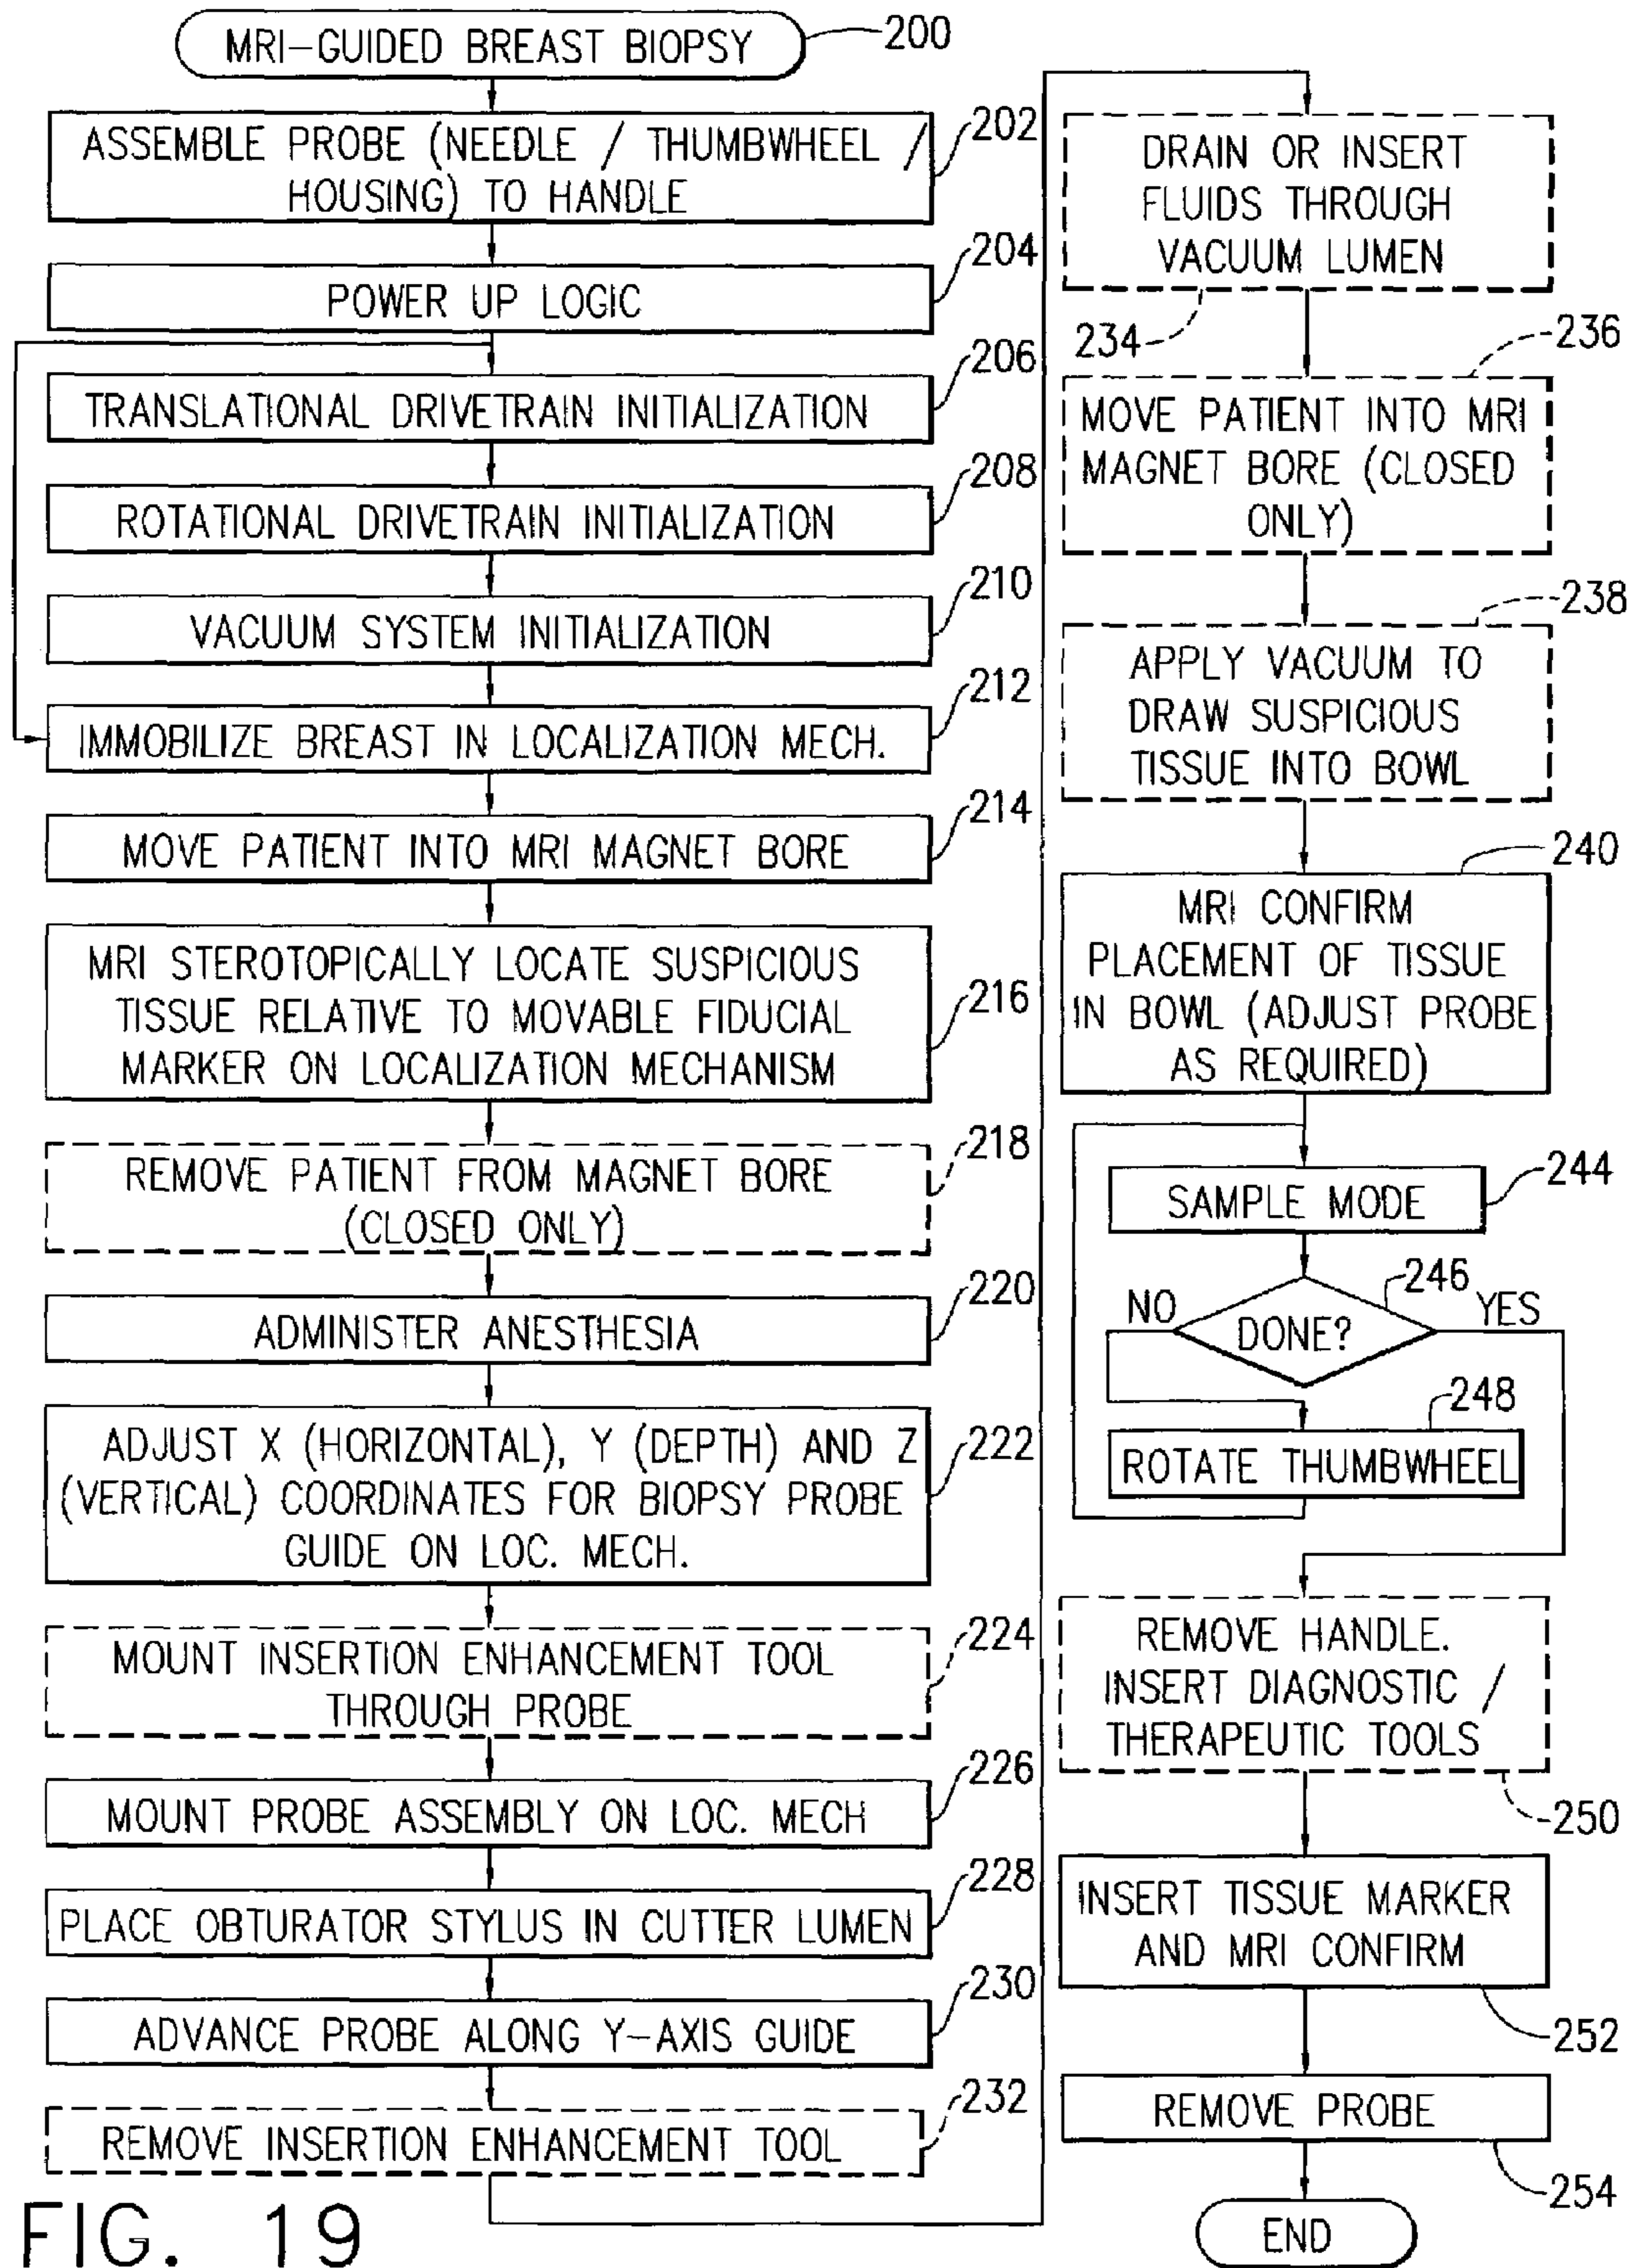 MRI-GUIDED BREAST BIOPSY
200
ASSEMBLE PROBE (NEEDLE / THUMBWHEEL /
HOUSING) TO HANDLE
202
POWER UP LOGIC
204
TRANSLATIONAL DRIVETRAIN INITIALIZATION
206
ROTATIONAL DRIVETRAIN INITIALIZATION
208
VACUUM SYSTEM INITIALIZATION
210
IMMOBILIZE BREAST IN LOCALIZATION MECH.
212
MOVE PATIENT INTO MRI MAGNET BORE
214
MRI STEROTOPICALLY LOCATE SUSPICIOUS
TISSUE RELATIVE TO MOVABLE FIDUCIAL
MARKER ON LOCALIZATION MECHANISM
216
REMOVE PATIENT FROM MAGNET BORE
(CLOSED ONLY)
218
ADMINISTER ANESTHESIA
220
ADJUST X (HORIZONTAL), Y (DEPTH) AND Z
(VERTICAL) COORDINATES FOR BIOPSY PROBE
GUIDE ON LOC. MECH.
222
MOUNT INSERTION ENHANCEMENT TOOL
THROUGH PROBE
224
MOUNT PROBE ASSEMBLY ON LOC. MECH
226
PLACE OBTURATOR STYLUS IN CUTTER LUMEN
228
ADVANCE PROBE ALONG Y-AXIS GUIDE
230
REMOVE INSERTION ENHANCEMENT TOOL
232
DRAIN OR INSERT
FLUIDS THROUGH
VACUUM LUMEN
234
MOVE PATIENT INTO MRI
MAGNET BORE (CLOSED
ONLY)
236
APPLY VACUUM TO
DRAW SUSPICIOUS
TISSUE INTO BOWL
238
MRI CONFIRM
PLACEMENT OF TISSUE
IN BOWL (ADJUST PROBE
AS REQUIRED)
240
SAMPLE MODE
244
DONE?
246
NO
YES
ROTATE THUMBWHEEL
248
REMOVE HANDLE.
INSERT DIAGNOSTIC /
THERAPEUTIC TOOLS
250
INSERT TISSUE MARKER
AND MRI CONFIRM
252
REMOVE PROBE
254
END
FIG. 19